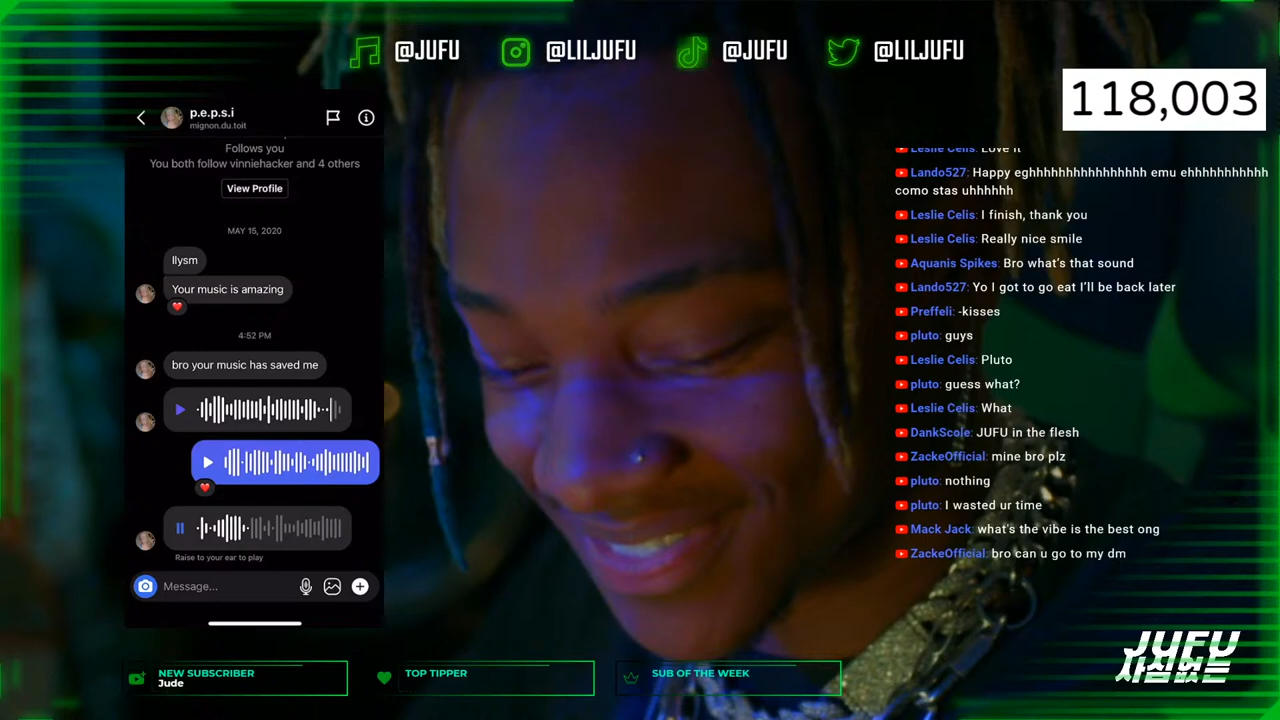 @JUFU
@LILJUFU
@JUFU
@LILJUFU
118,003
p.e.p.s.i
mignon.du.toit
Follows you
You both follow vinniehacker and 4 others
View Profile
MAY 15, 2020
llysm
Your music is amazing
4:52 PM
bro your music has saved me
Raise to your ear to play
Message...
Leslie Celis: Love it
Lando527: Happy eghhhhhhhhhhhhhhhhh emu ehhhhhhhhhhh
como stas uhhhhhh
Leslie Celis: I finish, thank you
Leslie Celis: Really nice smile
Aquanis Spikes: Bro what's that sound
Lando527: Yo I got to go eat I'll be back later
Preffeli: -kisses
pluto: guys
Leslie Celis: Pluto
pluto: guess what?
Leslie Celis: What
DankScole: JUFU in the flesh
ZackeOfficial: mine bro plz
pluto: nothing
pluto: I wasted ur time
Mack Jack: what's the vibe is the best ong
ZackeOfficial: bro can u go to my dm
NEW SUBSCRIBER
Jude
TOP TIPPER
SUB OF THE WEEK
JUFU